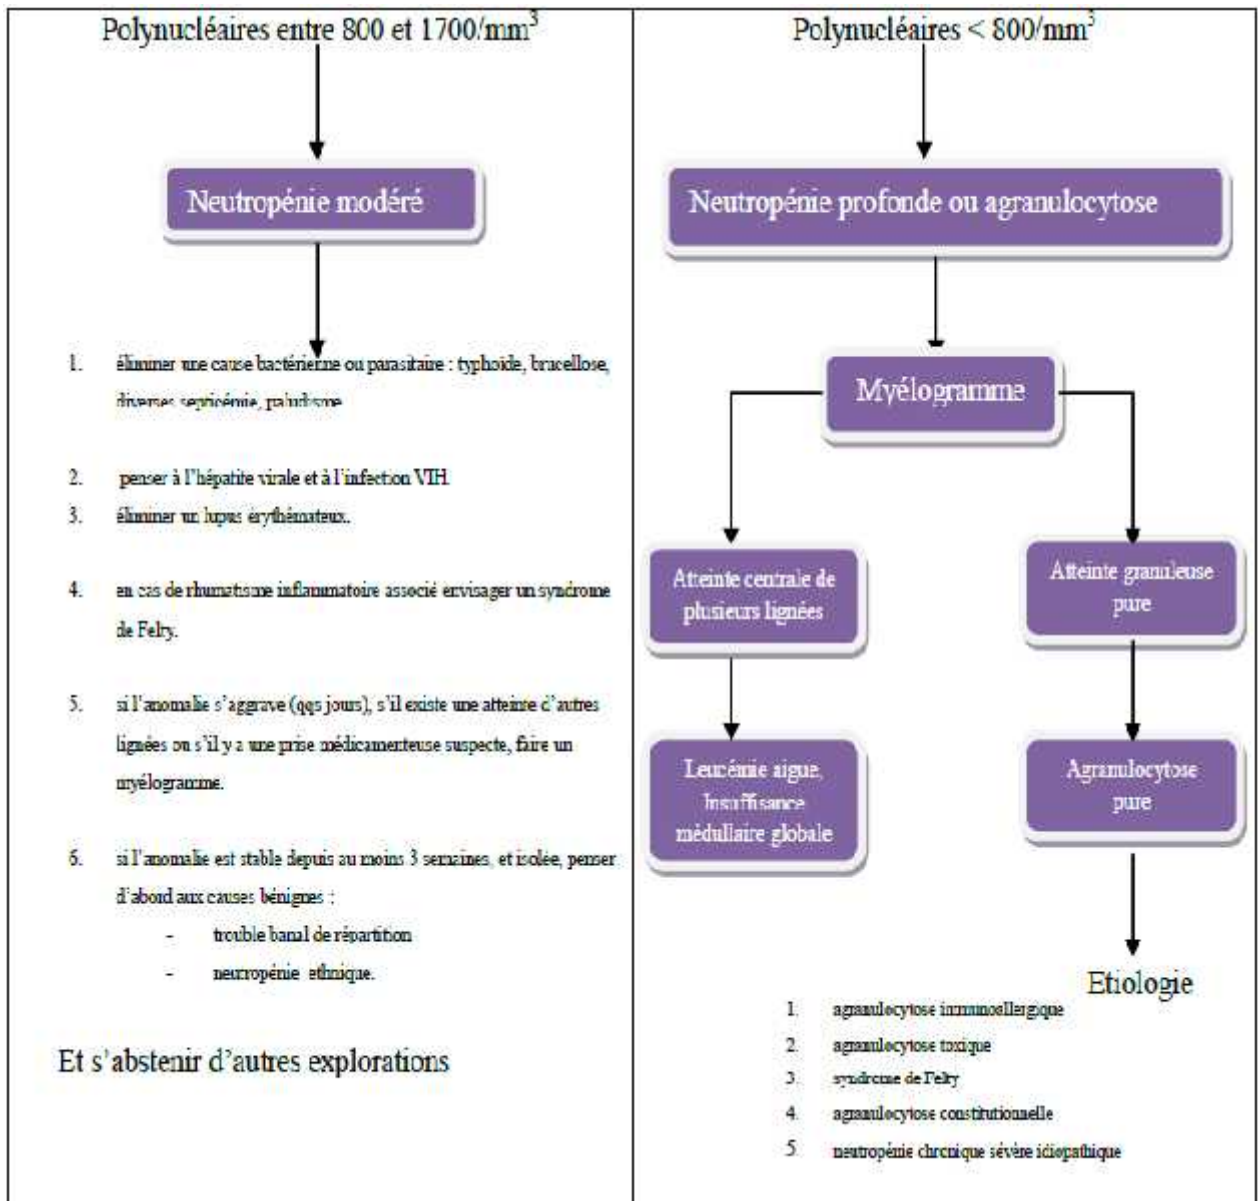 Polynucléaires entre 800 et 1700/mm³
Neutropénie modéré
1. éliminer une cause bactérienne ou parasitaire : typhoïde, brucellose,
diverses septicémie, paludisme
2. penser à l'hépatite virale et à l'infection VIH
3. éliminer un lupus érythémateux.
4. en cas de rhumatisme inflammatoire associé envisager un syndrome
de Felty.
5. si l'anomalie s'aggrave (qqs jours), s'il existe une atteinte d'autres
lignées ou s'il y a une prise médicamenteuse suspecte, faire un
myélogramme.
6. si l'anomalie est stable depuis au moins 3 semaines, et isolée, penser
d'abord aux causes bénignes :
- trouble banal de répartition
- neutropénie ethnique.
Et s'abstenir d'autres explorations
Polynucléaires < 800/mm³
Neutropénie profonde ou agranulocytose
Myélogramme
Atteinte centrale de
plusieurs lignées
Leucémie aigue,
Insuffisance
médullaire globale
Atteinte granuleuse
pure
Agranulocytose
pure
Etiologie
1. agranulocytose immunoallergique
2. agranulocytose toxique
3. syndrome de Felty
4. agranulocytose constitutionnelle
5. neutropénie chronique sévère idiopathique